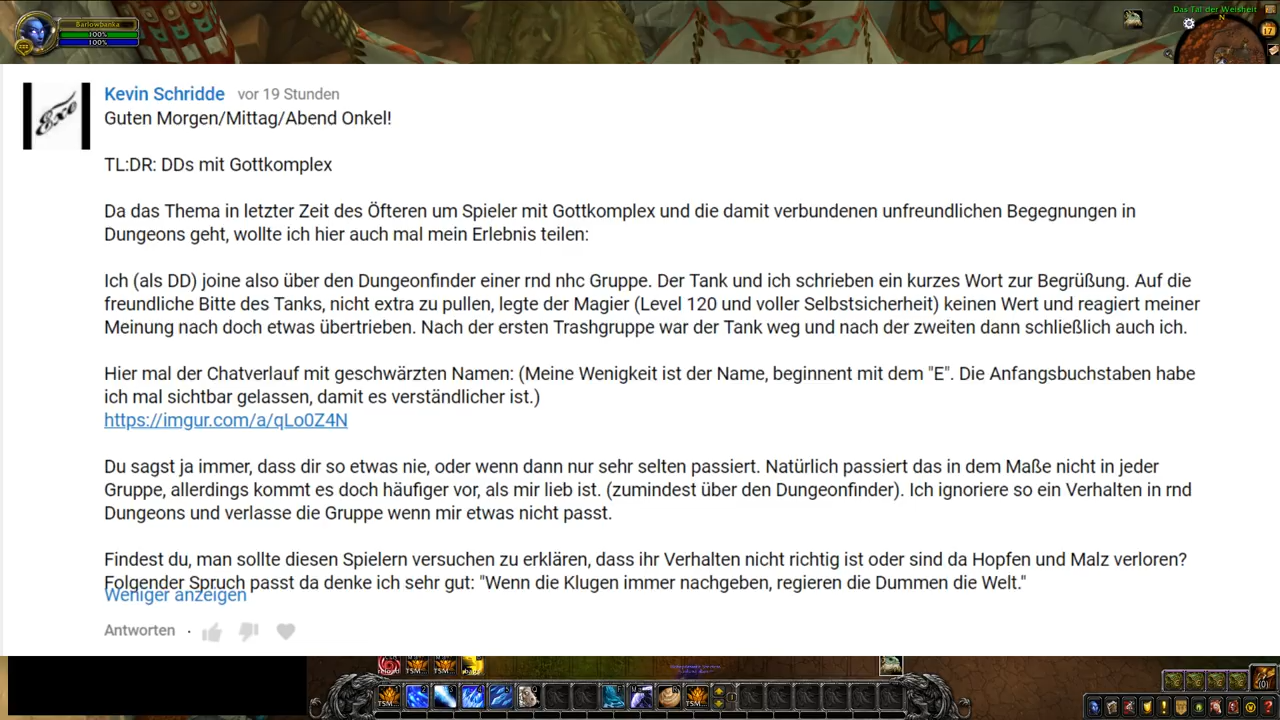 Barlowbanka
100%
100%
Das Tal der Weisheit
N
17
Exo
Kevin Schridde vor 19 Stunden
Guten Morgen/Mittag/Abend Onkel!
TL:DR: DDs mit Gottkomplex
Da das Thema in letzter Zeit des Öfteren um Spieler mit Gottkomplex und die damit verbundenen unfreundlichen Begegnungen in
Dungeons geht, wollte ich hier auch mal mein Erlebnis teilen:
Ich (als DD) joine also über den Dungeonfinder einer rnd nhc Gruppe. Der Tank und ich schrieben ein kurzes Wort zur Begrüßung. Auf die
freundliche Bitte des Tanks, nicht extra zu pullen, legte der Magier (Level 120 und voller Selbstsicherheit) keinen Wert und reagiert meiner
Meinung nach doch etwas übertrieben. Nach der ersten Trashgruppe war der Tank weg und nach der zweiten dann schließlich auch ich.
Hier mal der Chatverlauf mit geschwärzten Namen: (Meine Wenigkeit ist der Name, beginnent mit dem "E". Die Anfangsbuchstaben habe
ich mal sichtbar gelassen, damit es verständlicher ist.)
https://imgur.com/a/qLo0Z4N
Du sagst ja immer, dass dir so etwas nie, oder wenn dann nur sehr selten passiert. Natürlich passiert das in dem Maße nicht in jeder
Gruppe, allerdings kommt es doch häufiger vor, als mir lieb ist. (zumindest über den Dungeonfinder). Ich ignoriere so ein Verhalten in rnd
Dungeons und verlasse die Gruppe wenn mir etwas nicht passt.
Findest du, man sollte diesen Spielern versuchen zu erklären, dass ihr Verhalten nicht richtig ist oder sind da Hopfen und Malz verloren?
Folgender Spruch passt da denke ich sehr gut: "Wenn die Klugen immer nachgeben, regieren die Dummen die Welt."
Weniger anzeigen
Antworten
reload TSM... TSM... bags
TSM... TSM...
(0)